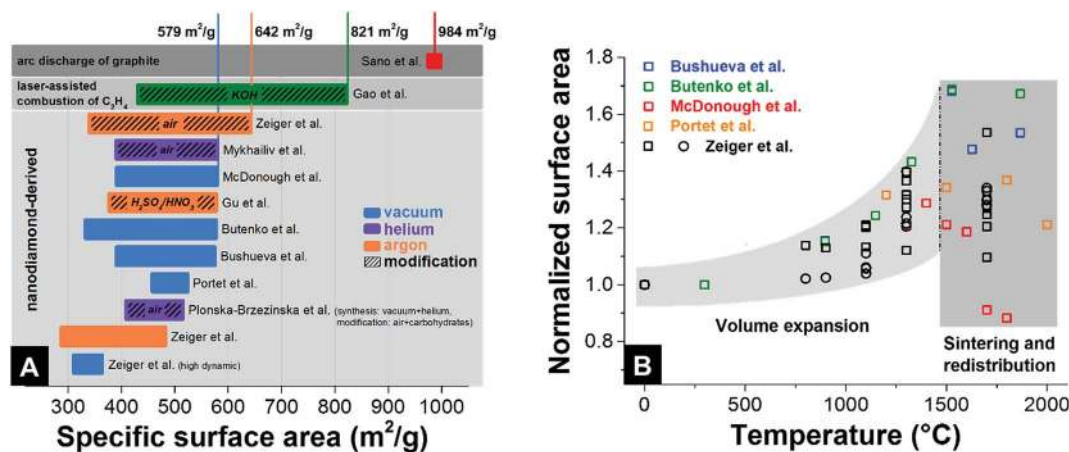 579 m²/g 642 m²/g 821 m²/g 984 m²/g
arc discharge of graphite
Sano et al.
laser-assisted
combustion of C₂H₄
KOH
Gao et al.
nanodiamond-derived
air
Zeiger et al.
air
Mykhailiv et al.
McDonough et al.
H₂SO₄/HNO₃
Gu et al.
Butenko et al.
Bushueva et al.
Portet et al.
air
Plonska-Brzezinska et al. (synthesis: vacuum+helium,
modification: air+carbohydrates)
Zeiger et al.
Zeiger et al. (high dynamic)
vacuum
helium
argon
modification
A
300 400 500 600 700 800 900 1000
Specific surface area (m²/g)
Normalized surface area
1.8
1.6
1.4
1.2
1.0
0.8
Bushueva et al.
Butenko et al.
McDonough et al.
Portet et al.
Zeiger et al.
Volume expansion
Sintering and
redistribution
B
0 500 1000 1500 2000
Temperature (°C)